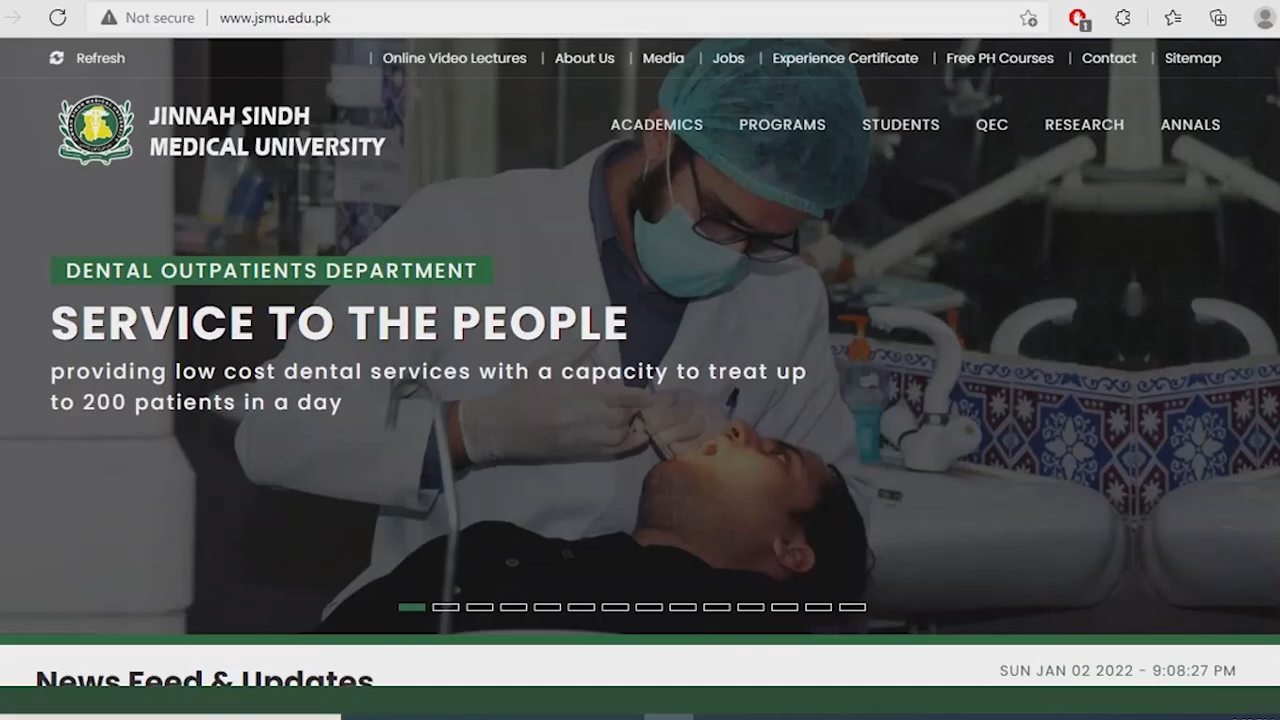 Not secure www.jsmu.edu.pk
1
Refresh | Online Video Lectures | About Us | Media | Jobs | Experience Certificate | Free PH Courses | Contact | Sitemap
JINNAH SINDH
MEDICAL UNIVERSITY
ACADEMICS PROGRAMS STUDENTS QEC RESEARCH ANNALS
DENTAL OUTPATIENTS DEPARTMENT
SERVICE TO THE PEOPLE
providing low cost dental services with a capacity to treat up
to 200 patients in a day
News Feed & Updates
SUN JAN 02 2022 - 9:08:27 PM